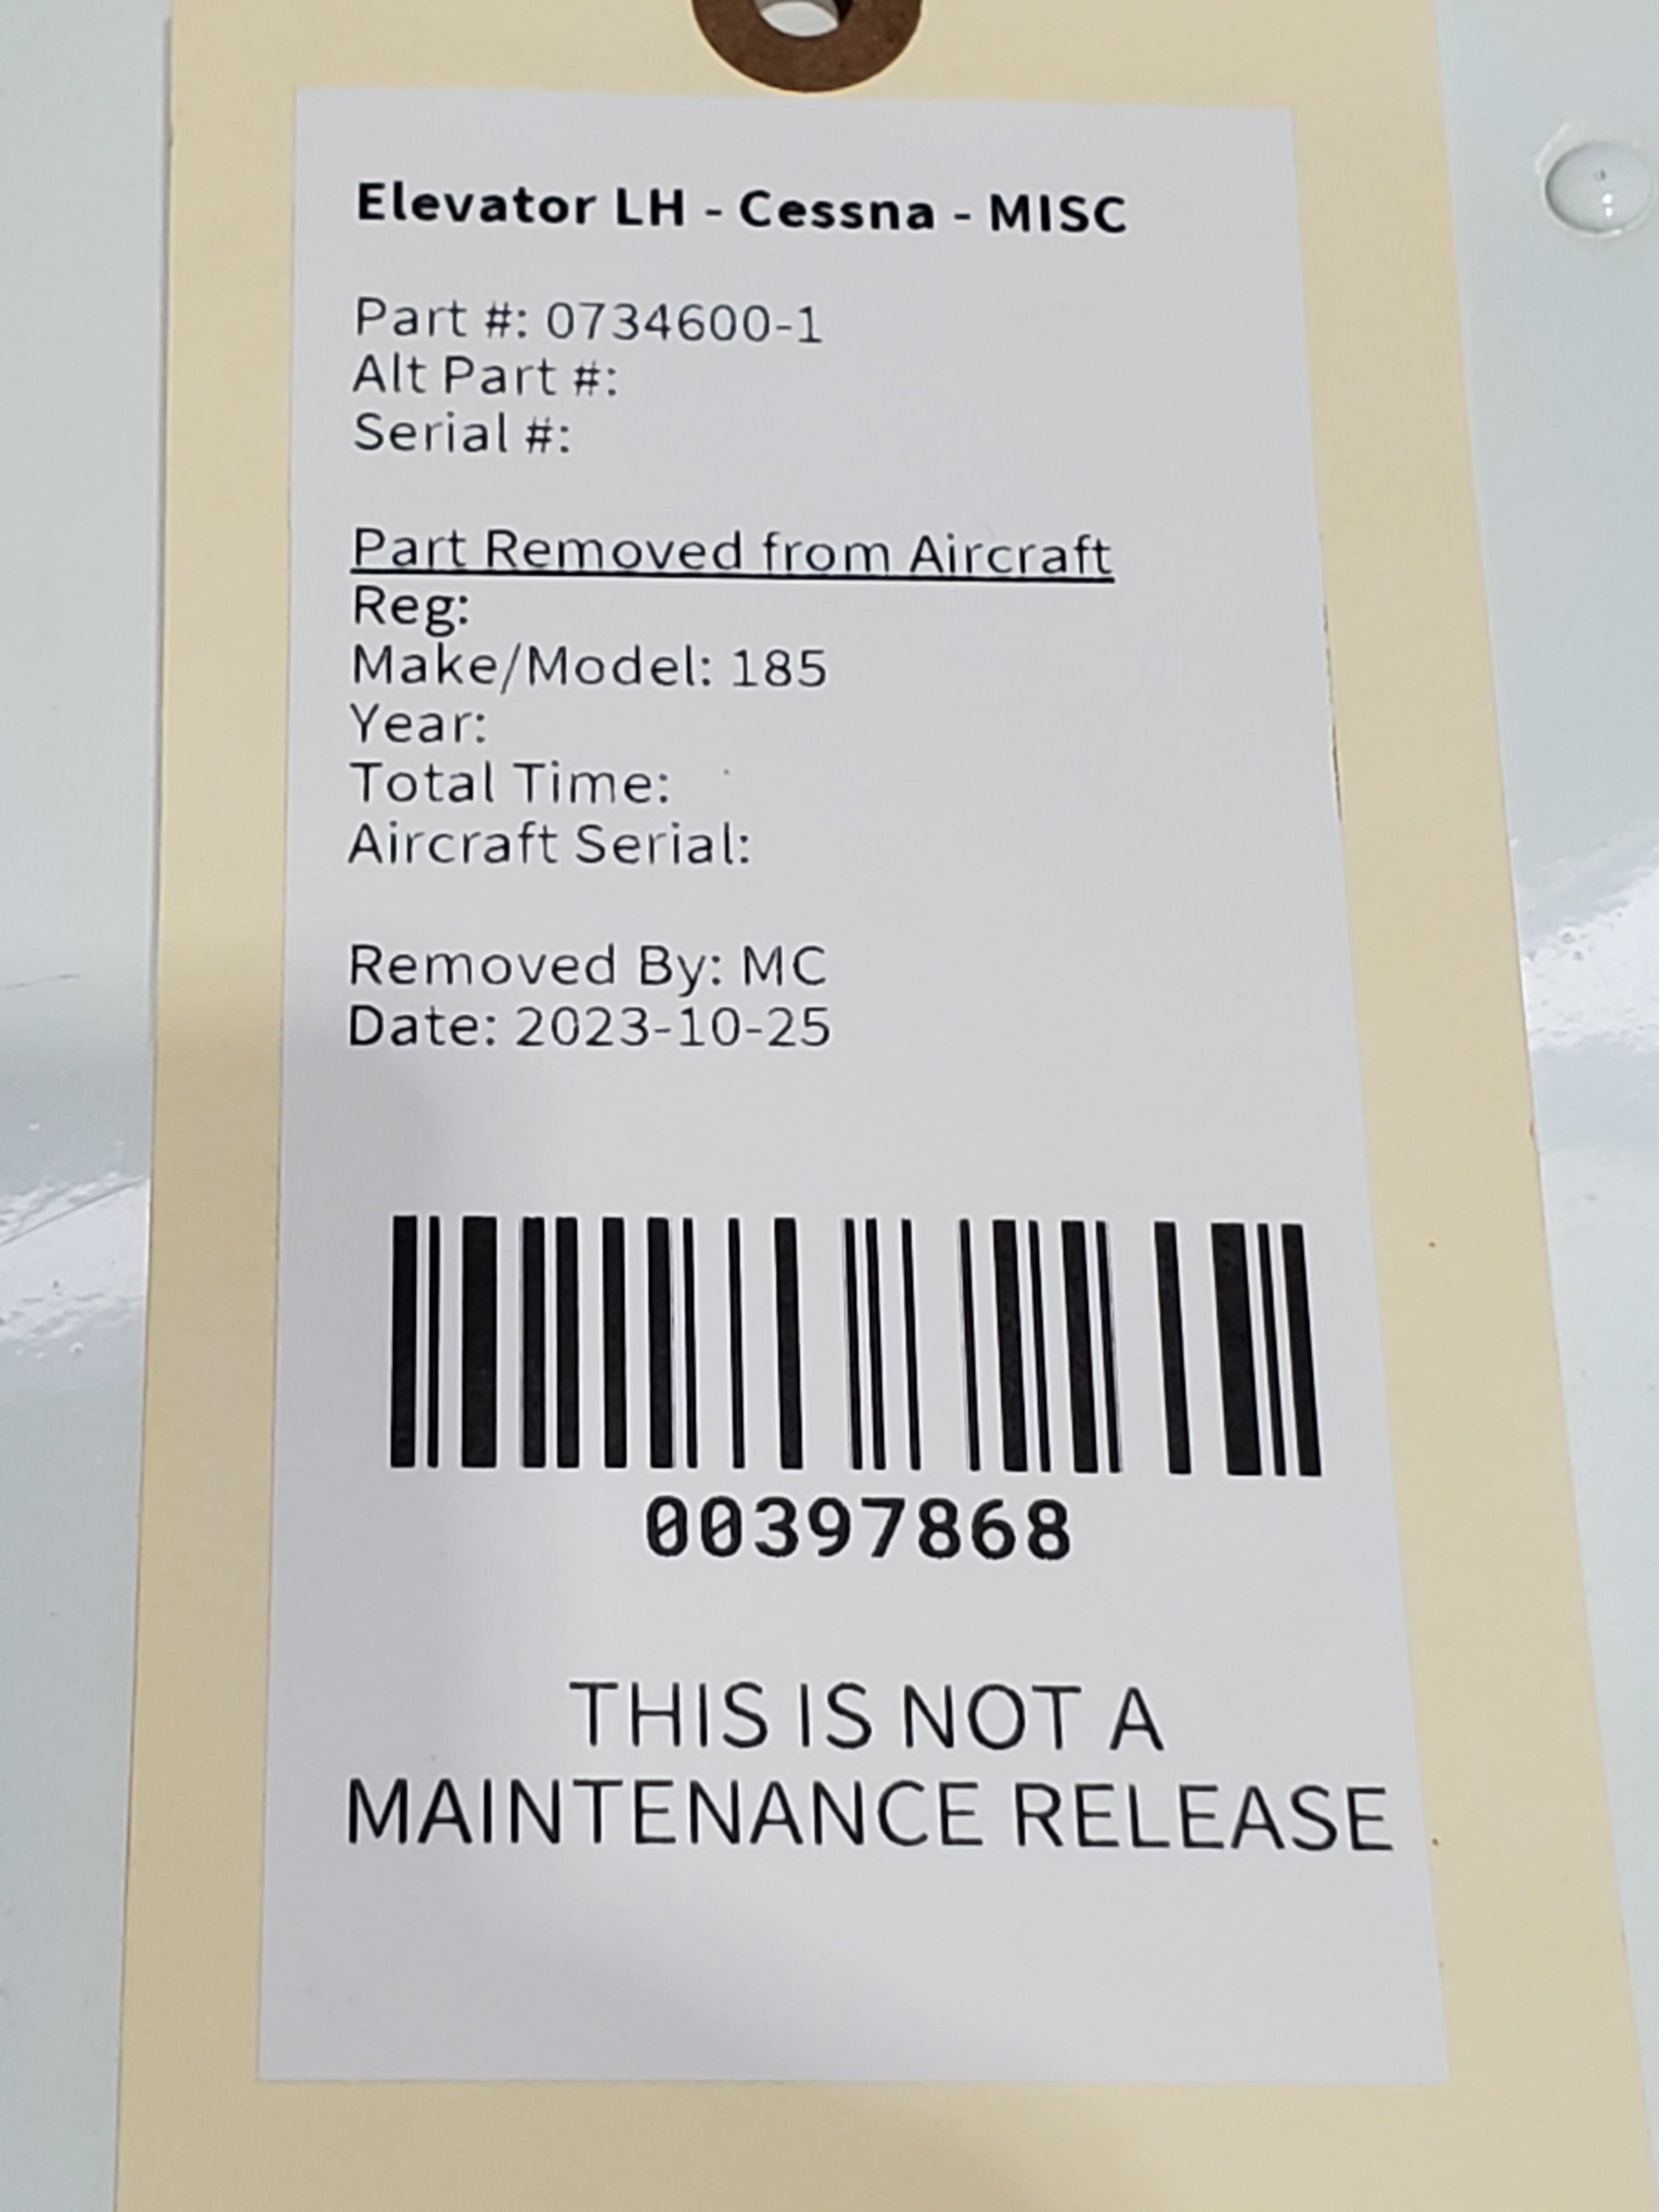 Elevator LH - Cessna - MISC
Part #: 0734600-1
Alt Part #:
Serial #:
Part Removed from Aircraft
Reg:
Make/Model: 185
Year:
Total Time:
Aircraft Serial:
Removed By: MC
Date: 2023-10-25
00397868
THIS IS NOT A
MAINTENANCE RELEASE